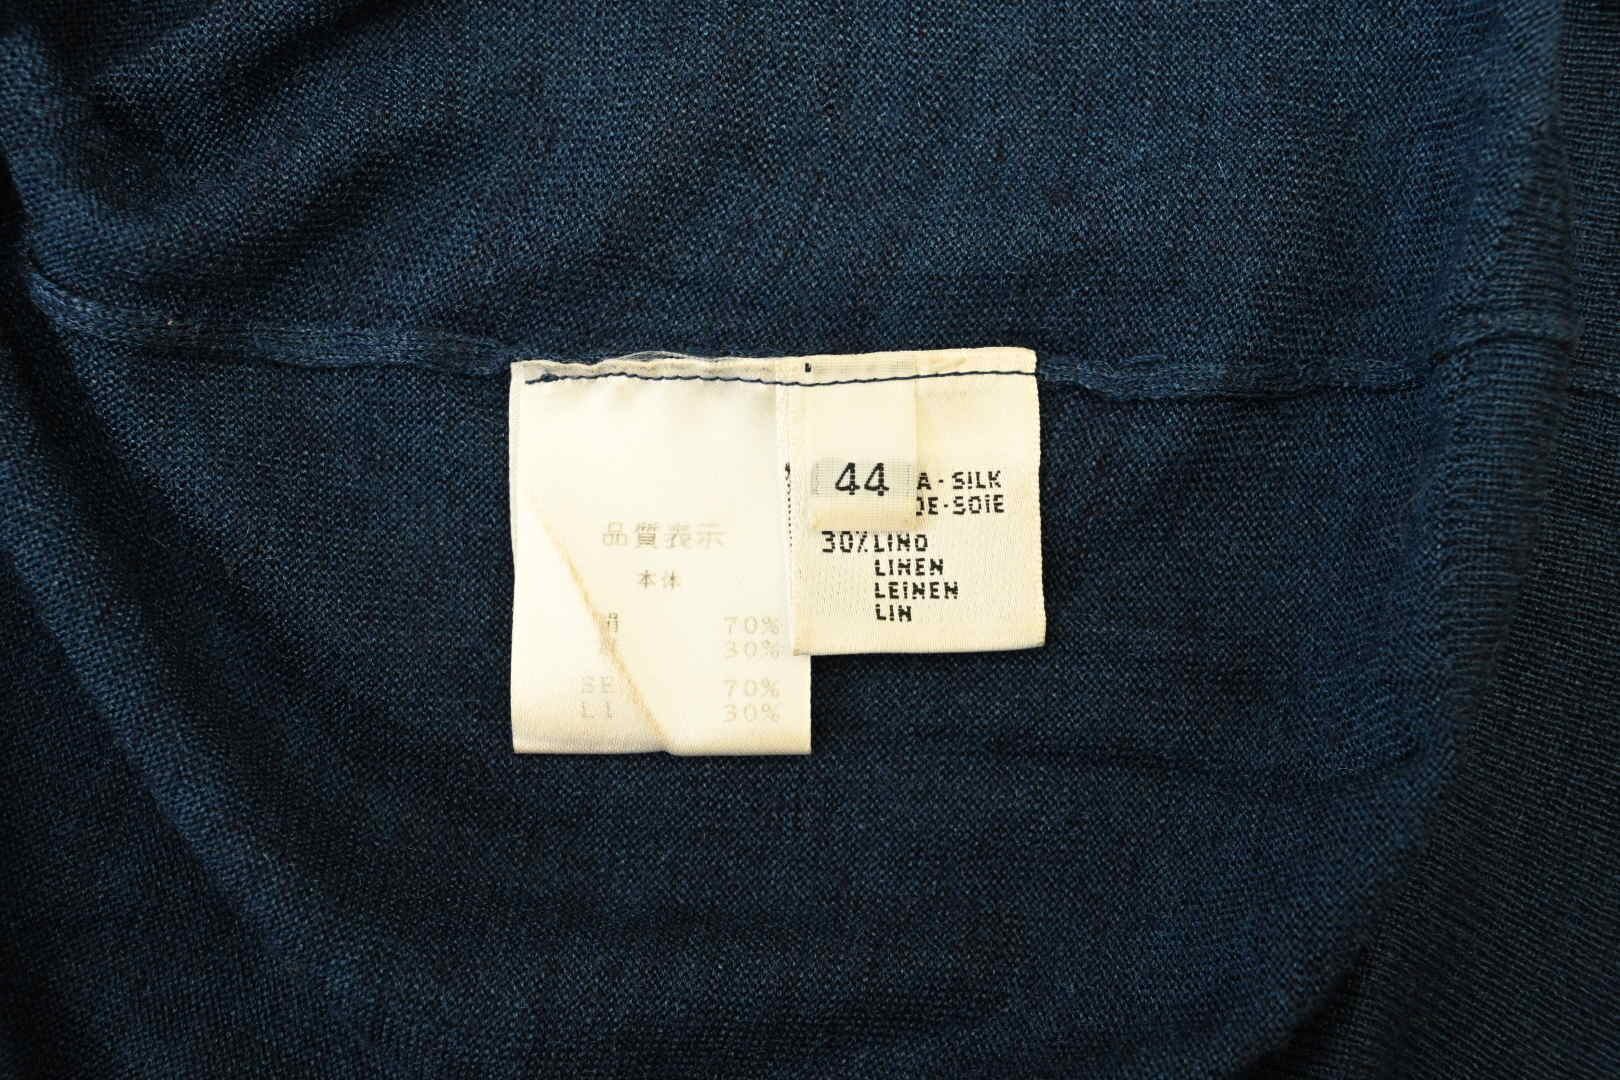 品質表示
本体
絹 70%
30%
SE 70%
LI 30%
44
A - SILK
DE-SOIE
30% LINO
LINEN
LEINEN
LIN